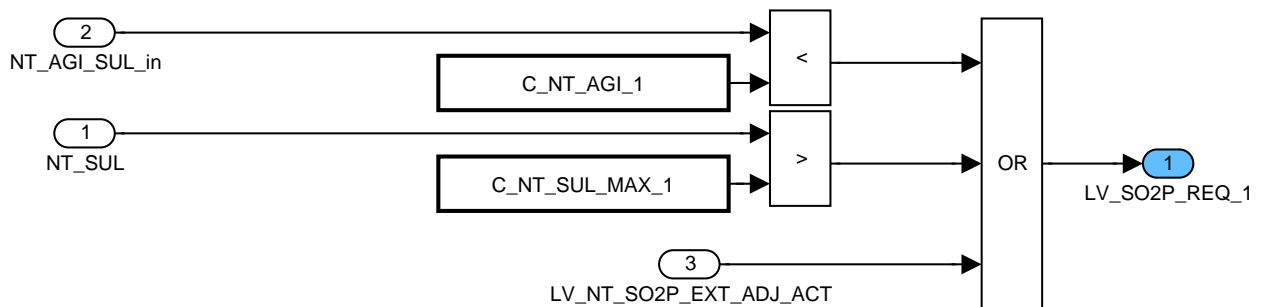 2
NT_AGI_SUL_in
C_NT_AGI_1
<
1
NT_SUL
C_NT_SUL_MAX_1
>
OR
1
LV_SO2P_REQ_1
3
LV_NT_SO2P_EXT_ADJ_ACT